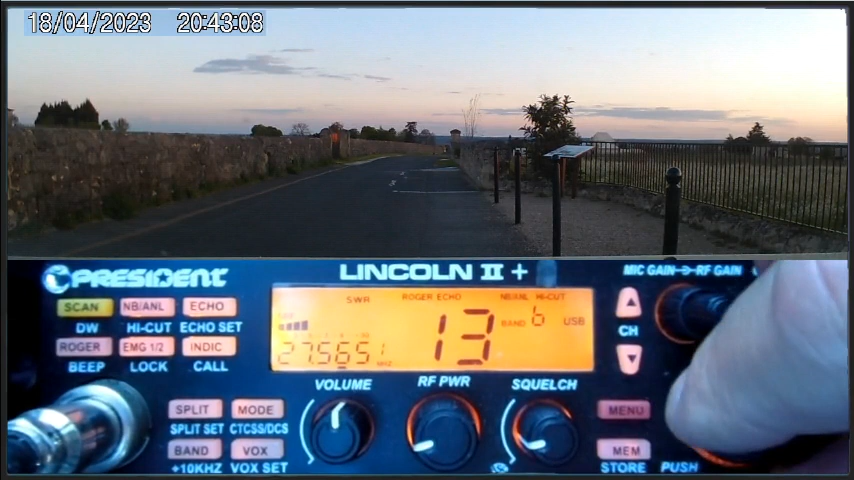 18/04/2023 20:43:08
PRESIDENT LINCOLN II + MIC GAIN RF GAIN
SCAN NB/ANL ECHO
DW HI-CUT ECHO SET
ROGER EMG 1/2 INDIC
BEEP LOCK CALL
SWR ROGER ECHO NB/ANL HI-CUT
13 BAND 6 USB
27.5651
CH
VOLUME RF PWR SQUELCH
SPLIT MODE MENU
SPLIT SET CTCSS/DCS
BAND VOX MEM
+10KHZ VOX SET STORE PUSH